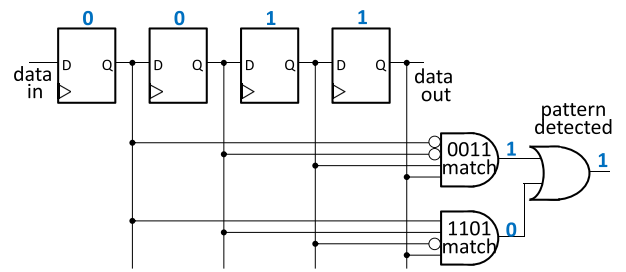 0 0 1 1
D Q D Q D Q D Q
data in
data out
pattern detected
0011 match
1
1
1101 match
0